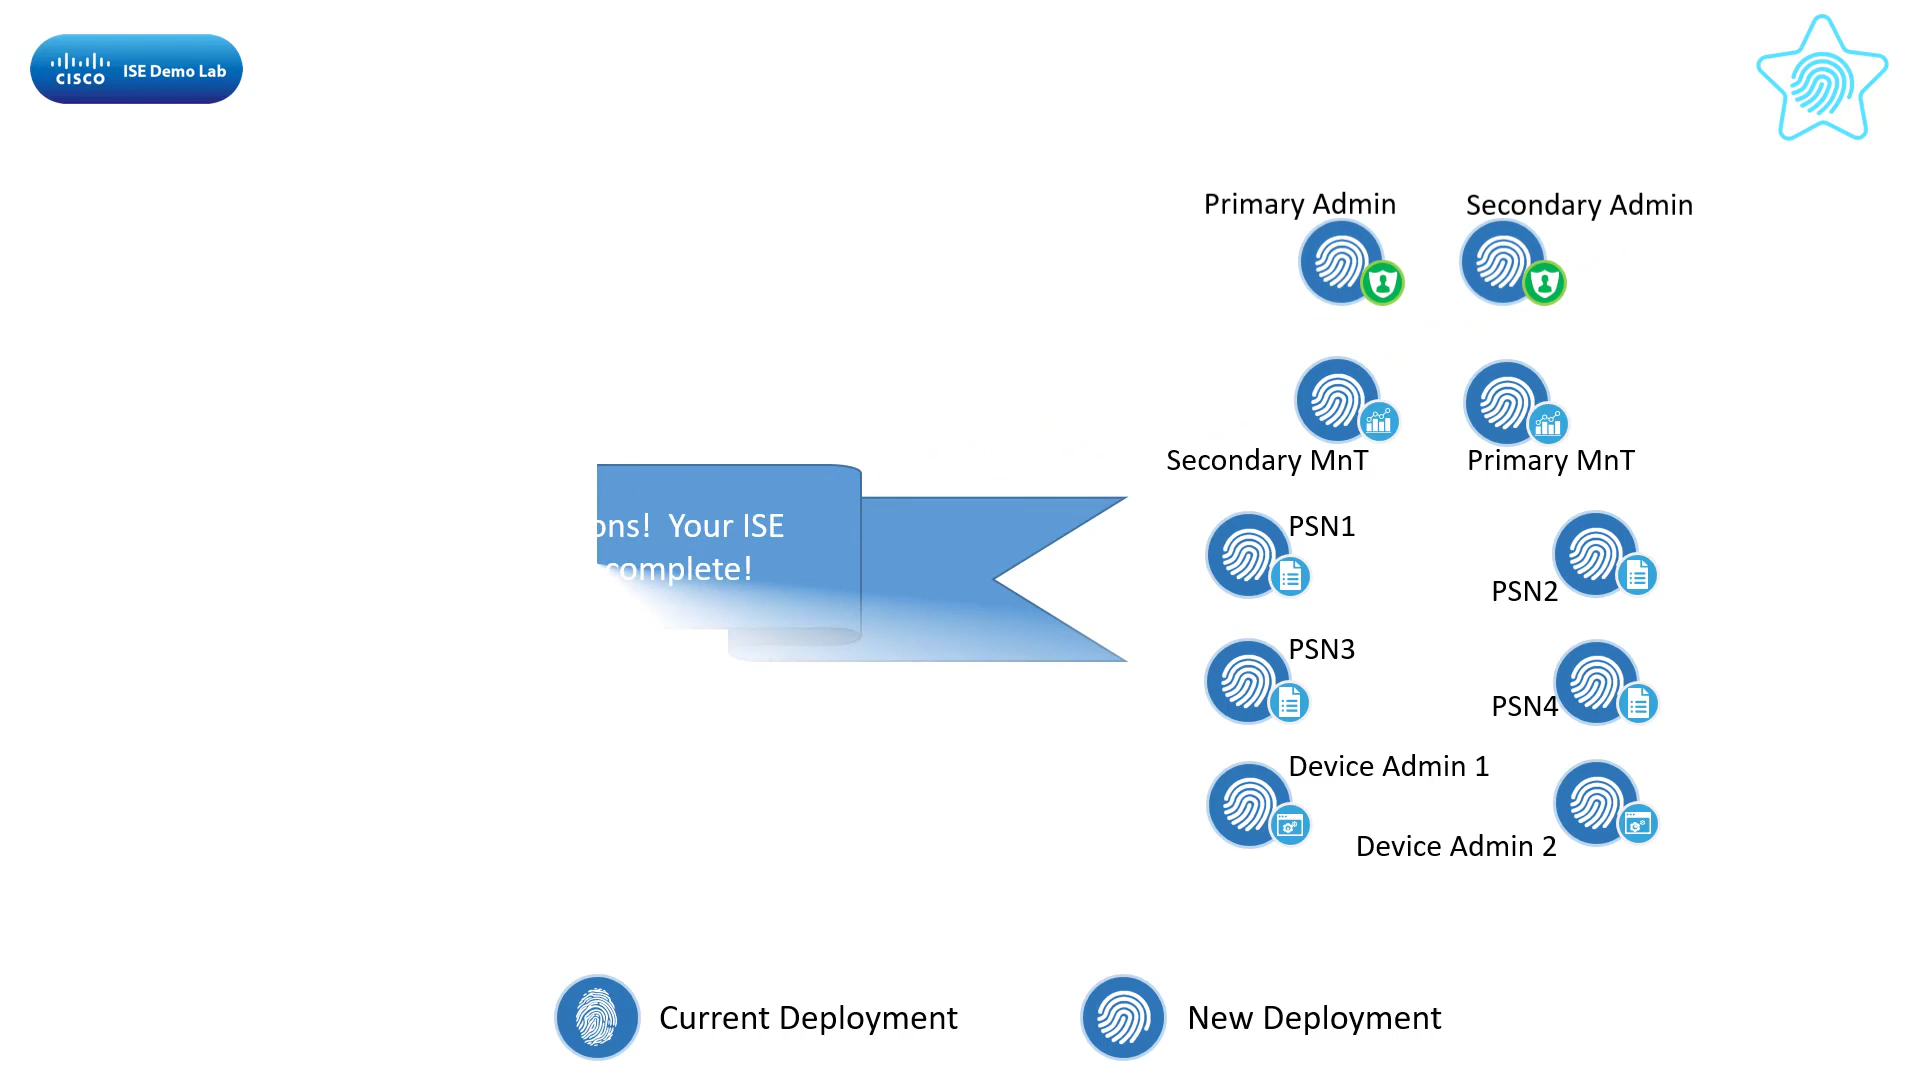 CISCO ISE Demo Lab
Primary Admin
Secondary Admin
Secondary MnT
Primary MnT
Your ISE
complete!
PSN1
PSN2
PSN3
PSN4
Device Admin 1
Device Admin 2
Current Deployment
New Deployment